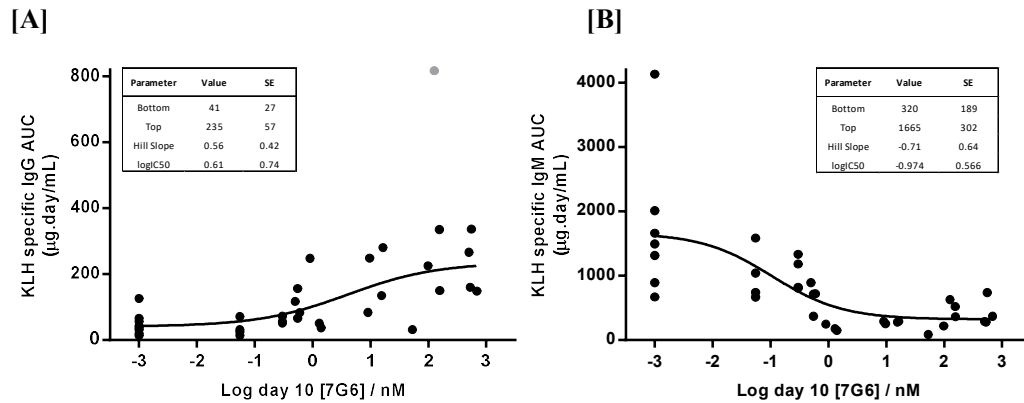 [A]
KLH specific IgG AUC
(μg.day/mL)
800
600
400
200
0
Parameter Value SE
Bottom 41 27
Top 235 57
Hill Slope 0.56 0.42
logIC50 0.61 0.74
-3 -2 -1 0 1 2 3
Log day 10 [7G6] / nM
[B]
KLH specific IgM AUC
(μg.day/mL)
4000
3000
2000
1000
0
Parameter Value SE
Bottom 320 189
Top 1665 302
Hill Slope -0.71 0.64
logIC50 -0.974 0.566
-3 -2 -1 0 1 2 3
Log day 10 [7G6] / nM